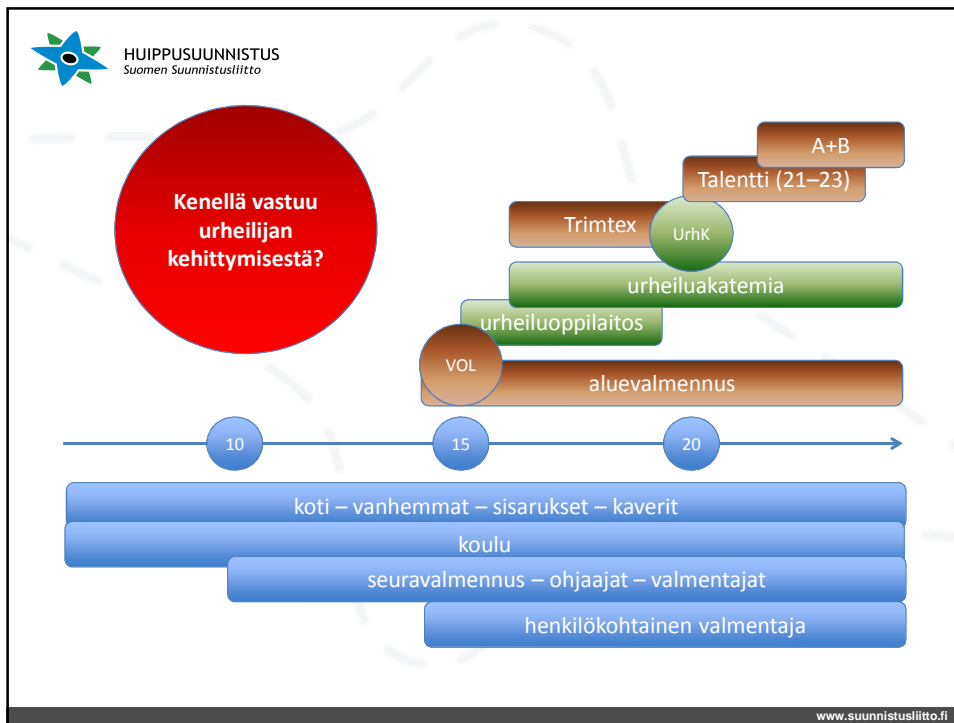 HUIPPUSUUNNISTUS
Suomen Suunnistusliitto
Kenellä vastuu
urheilijan
kehittymisestä?
A+B
Talentti (21–23)
Trimtex
UrhK
urheiluakatemia
urheiluoppilaitos
VOL
aluevalmennus
10
15
20
koti – vanhemmat – sisarukset – kaverit
koulu
seuravalmennus – ohjaajat – valmentajat
henkilökohtainen valmentaja
www.suunnistusliitto.fi